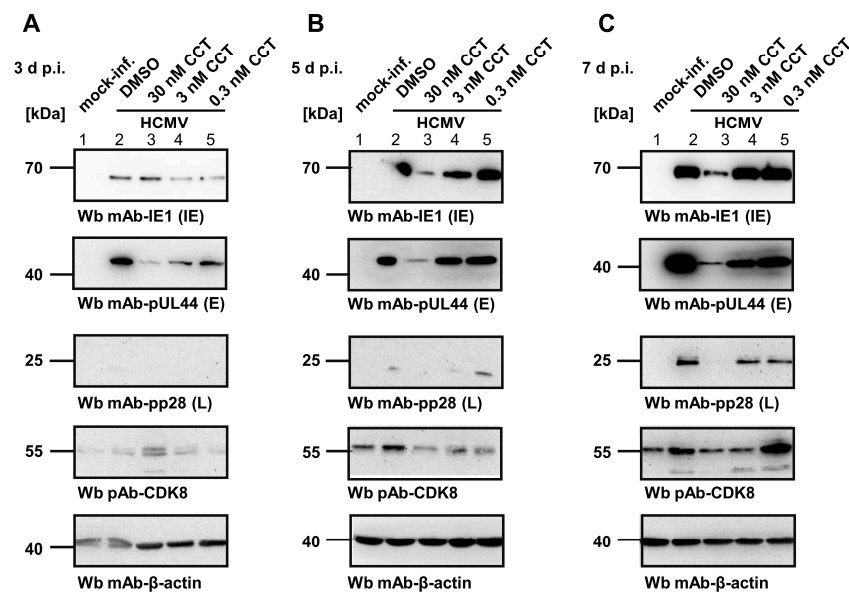 A
3 d p.i.
mock-inf.
DMSO
30 nM CCT
3 nM CCT
0.3 nM CCT
[kDa]
HCMV
1 2 3 4 5
70
Wb mAb-IE1 (IE)
40
Wb mAb-pUL44 (E)
25
Wb mAb-pp28 (L)
55
Wb pAb-CDK8
40
Wb mAb-β-actin
B
5 d p.i.
mock-inf.
DMSO
30 nM CCT
3 nM CCT
0.3 nM CCT
[kDa]
HCMV
1 2 3 4 5
70
Wb mAb-IE1 (IE)
40
Wb mAb-pUL44 (E)
25
Wb mAb-pp28 (L)
55
Wb pAb-CDK8
40
Wb mAb-β-actin
C
7 d p.i.
mock-inf.
DMSO
30 nM CCT
3 nM CCT
0.3 nM CCT
[kDa]
HCMV
1 2 3 4 5
70
Wb mAb-IE1 (IE)
40
Wb mAb-pUL44 (E)
25
Wb mAb-pp28 (L)
55
Wb pAb-CDK8
40
Wb mAb-β-actin